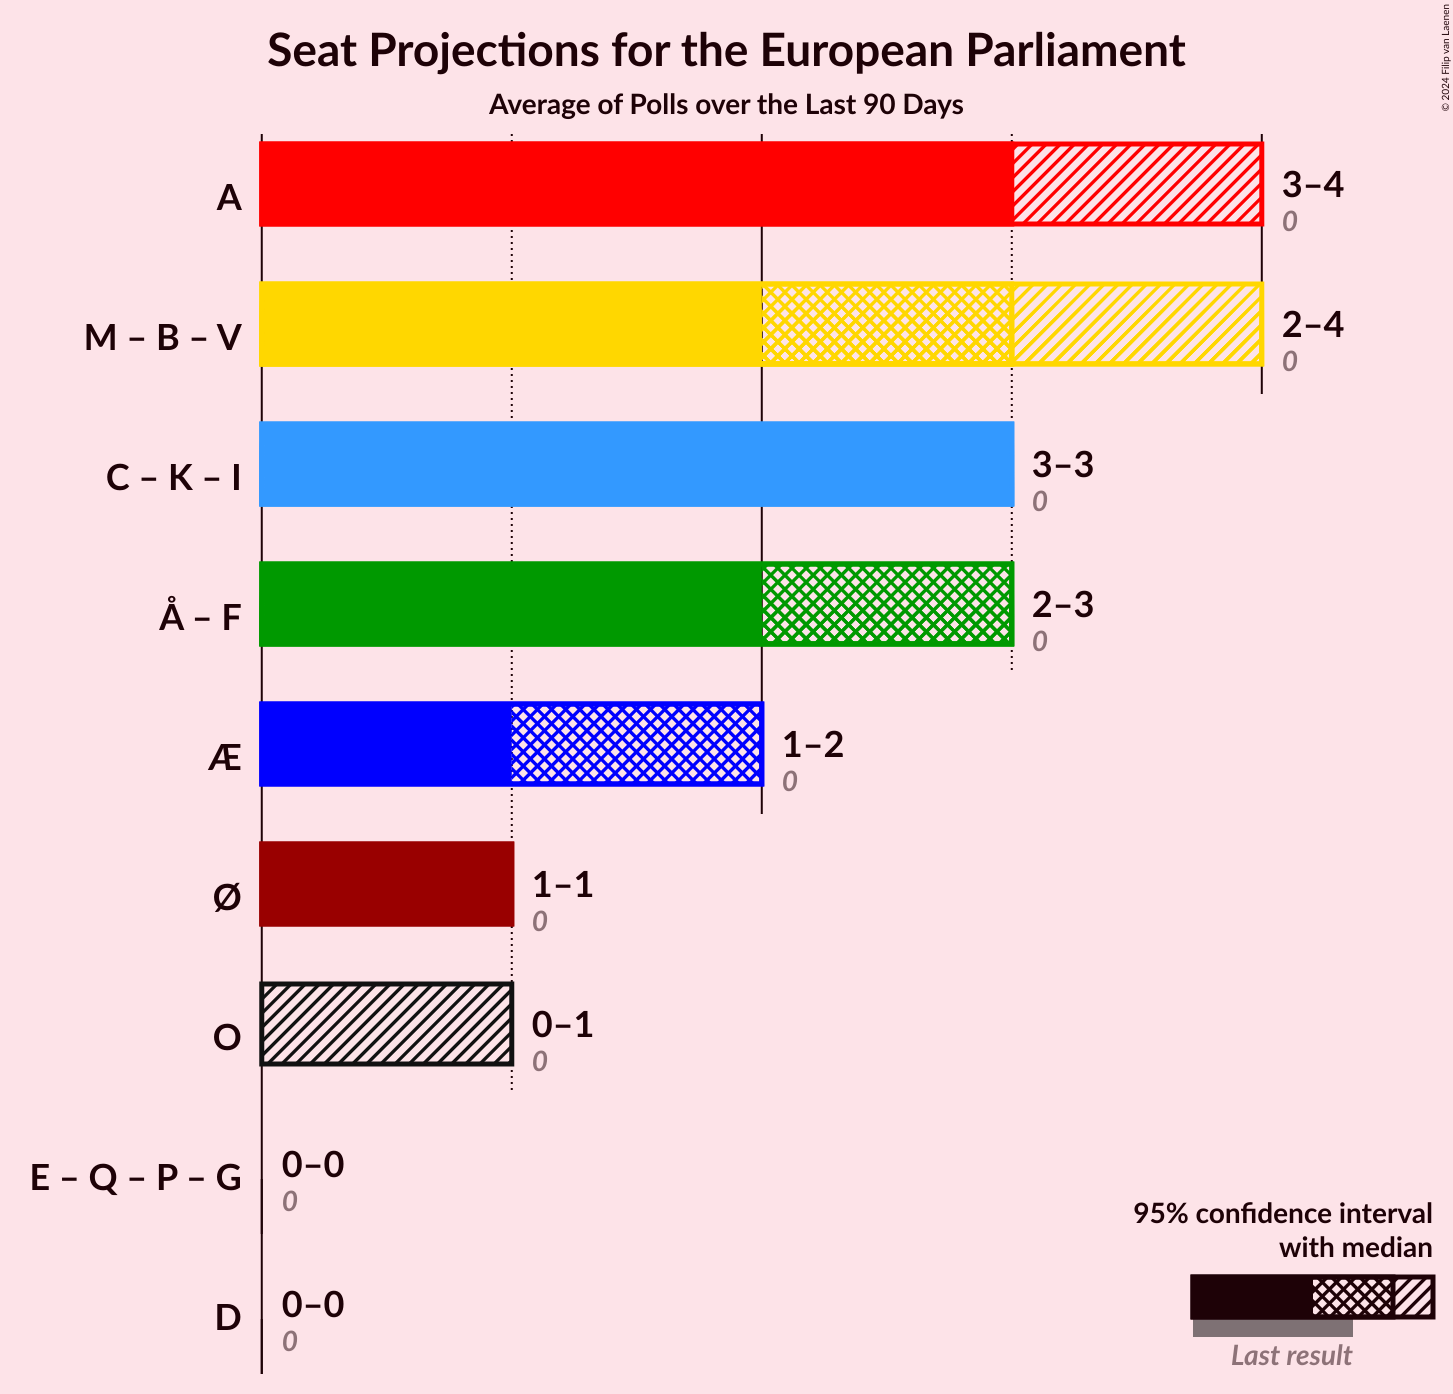 Seat Projections for the European Parliament
Average of Polls over the Last 90 Days
© 2024 Filip van Laenen
A
3–4
0
M – B – V
2–4
0
C – K – I
3–3
0
Å – F
2–3
0
Æ
1–2
0
Ø
1–1
0
O
0–1
0
E – Q – P – G
0–0
0
D
0–0
0
95% confidence interval
with median
Last result